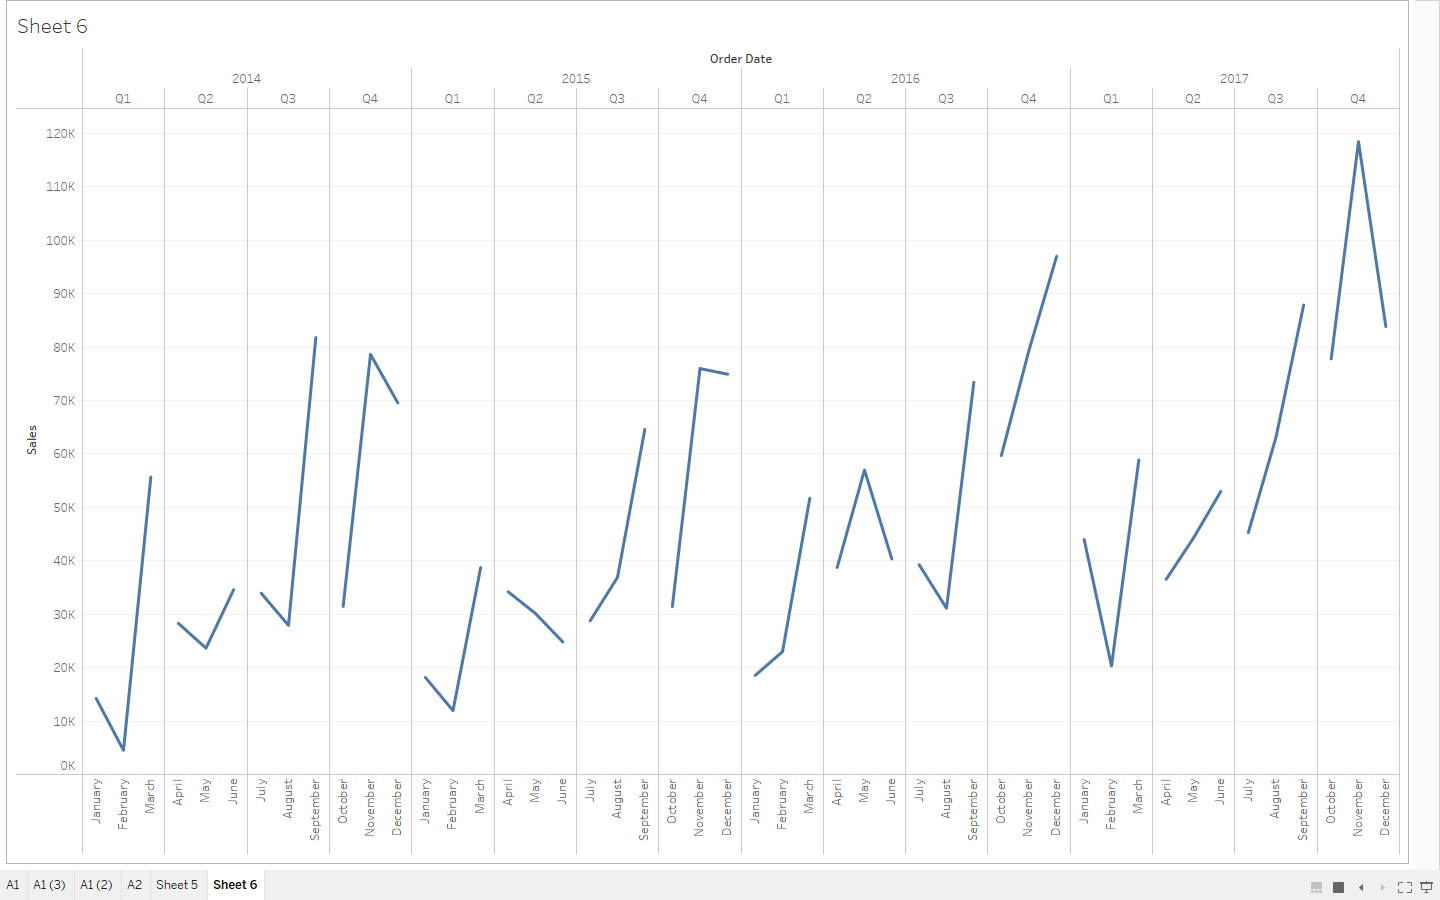 Sheet 6
Order Date
2014 2015 2016 2017
Q1 Q2 Q3 Q4 Q1 Q2 Q3 Q4 Q1 Q2 Q3 Q4 Q1 Q2 Q3 Q4
120K
110K
100K
90K
80K
70K
60K
50K
40K
30K
20K
10K
0K
Sales
January February March April May June July August September October November December January February March April May June July August September October November December January February March April May June July August September October November December January February March April May June July August September October November December
A1 A1 (3) A1 (2) A2 Sheet 5 Sheet 6